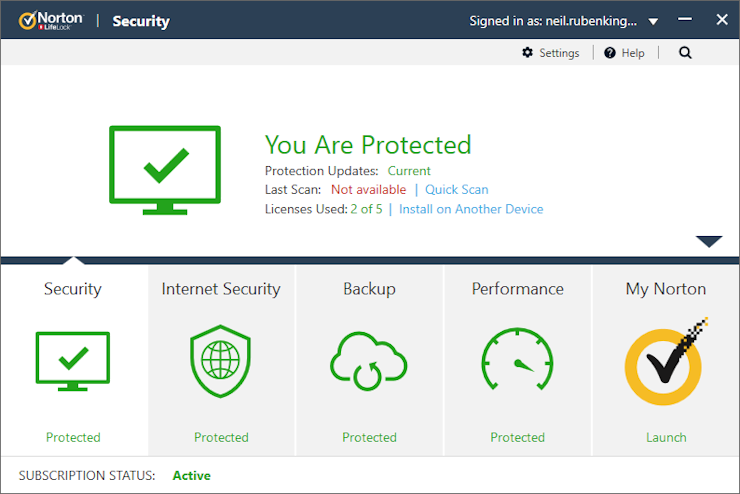 Norton LifeLock | Security Signed in as: neil.rubenking...
Settings | Help |
You Are Protected
Protection Updates: Current
Last Scan: Not available | Quick Scan
Licenses Used: 2 of 5 | Install on Another Device
Security Internet Security Backup Performance My Norton
Protected Protected Protected Protected Launch
SUBSCRIPTION STATUS: Active